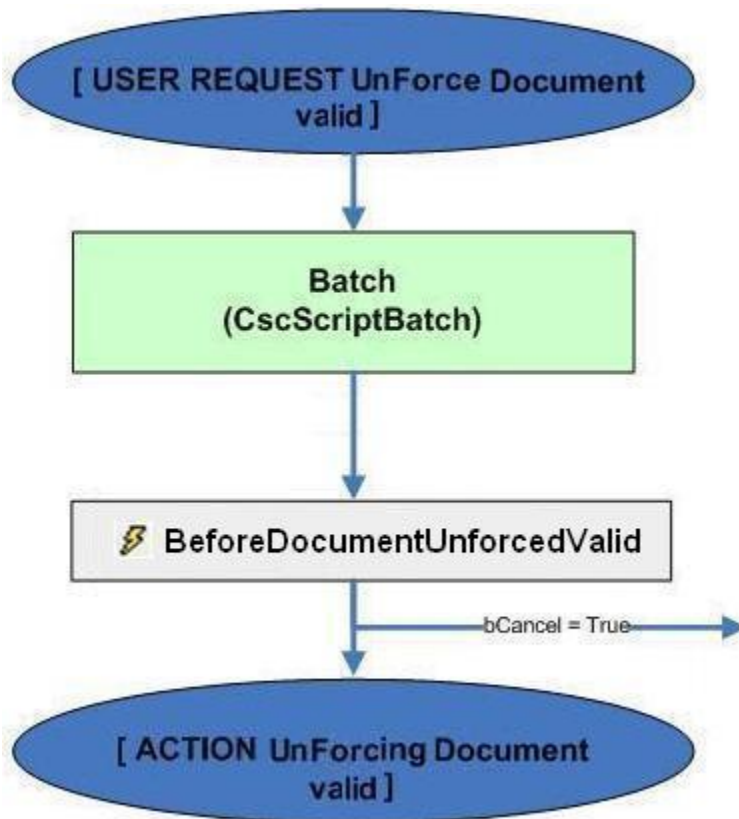 [ USER REQUEST UnForce Document
valid ]
Batch
(CscScriptBatch)
BeforeDocumentUnforcedValid
bCancel = True
[ ACTION UnForcing Document
valid ]